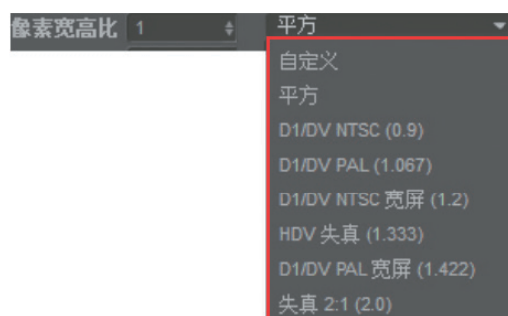 像素宽高比 1 平方
自定义
平方
D1/DV NTSC (0.9)
D1/DV PAL (1.067)
D1/DV NTSC 宽屏 (1.2)
HDV 失真 (1.333)
D1/DV PAL 宽屏 (1.422)
失真 2:1 (2.0)